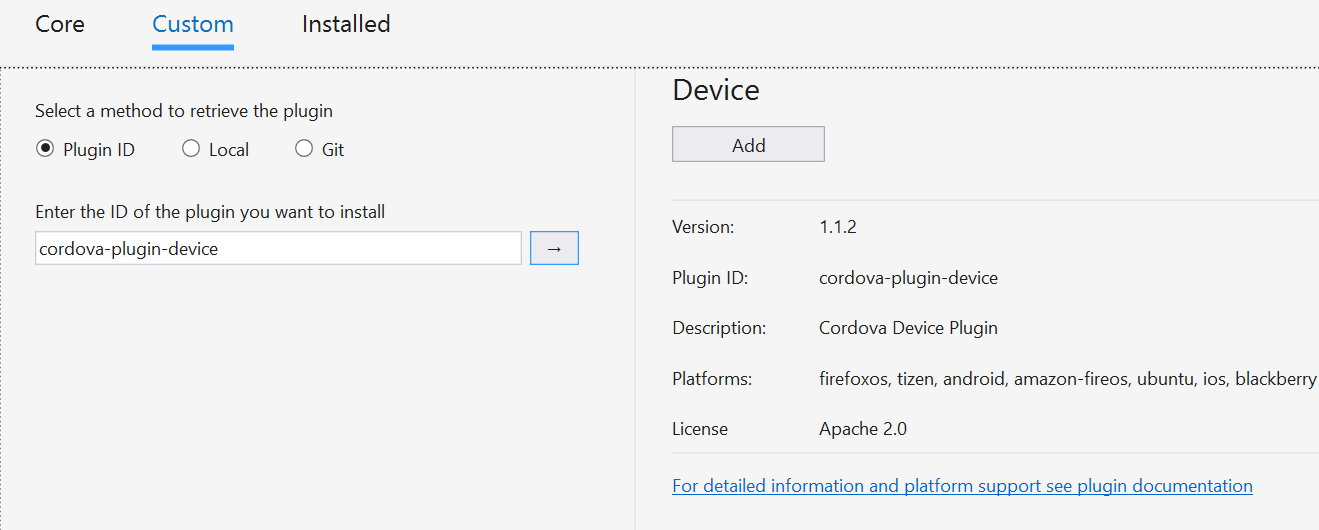 Core Custom Installed
Select a method to retrieve the plugin
Plugin ID Local Git
Enter the ID of the plugin you want to install
cordova-plugin-device →
Device
Add
Version: 1.1.2
Plugin ID: cordova-plugin-device
Description: Cordova Device Plugin
Platforms: firefoxos, tizen, android, amazon-fireos, ubuntu, ios, blackberry
License Apache 2.0
For detailed information and platform support see plugin documentation